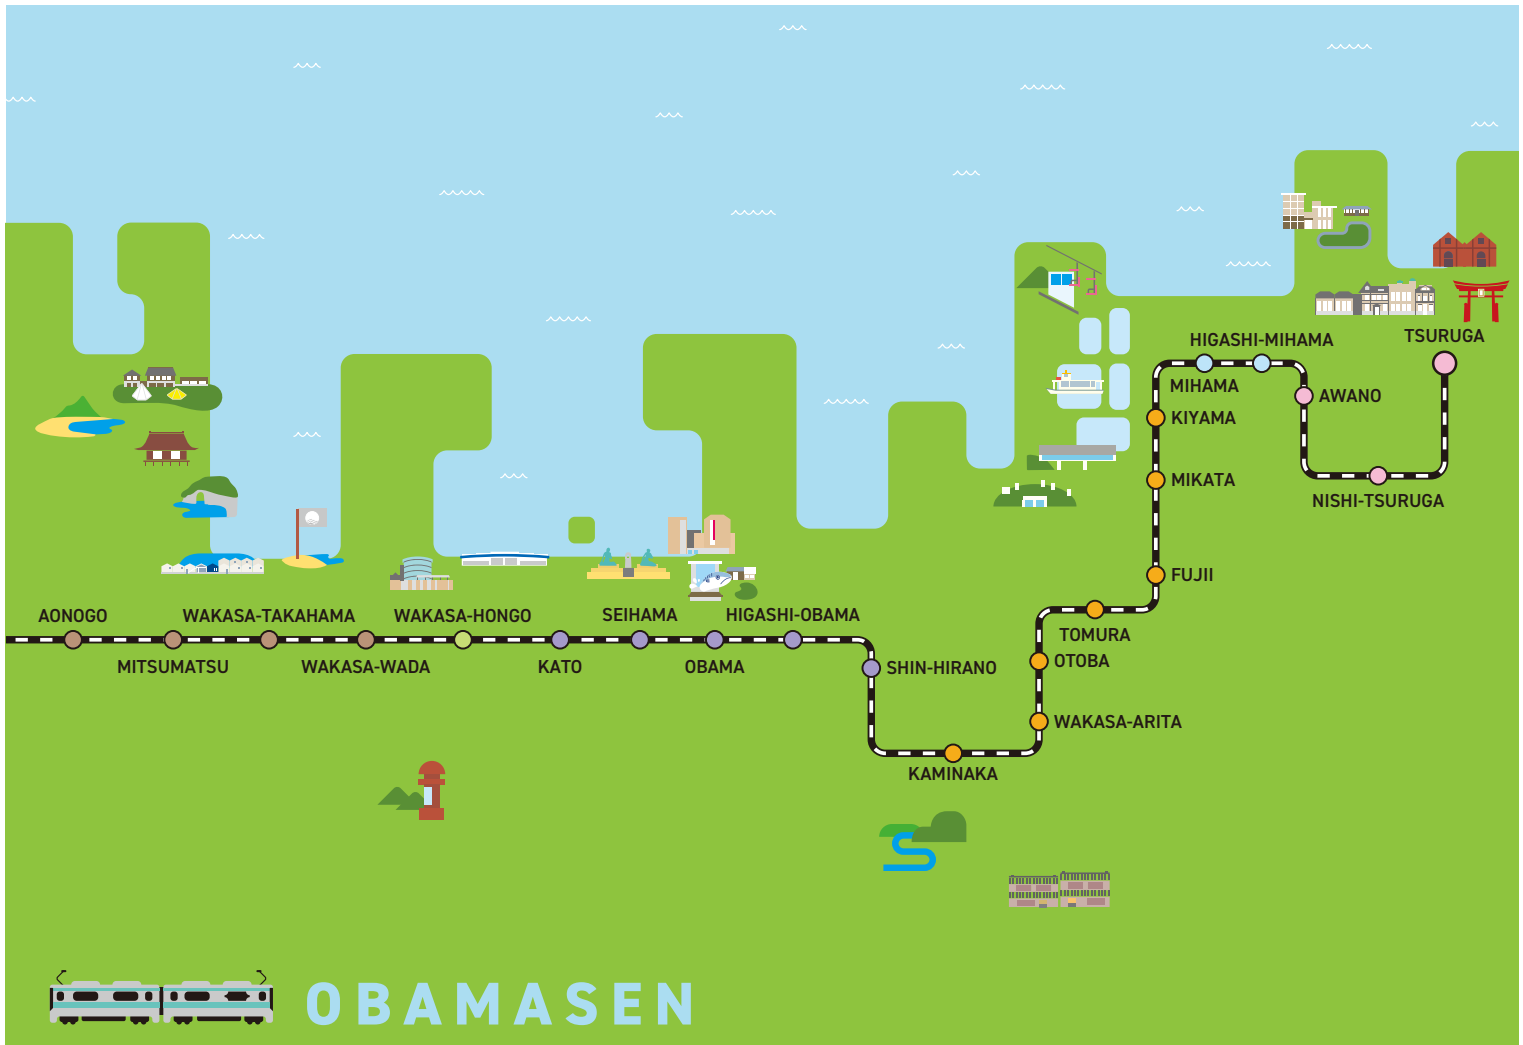 HIGASHI-MIHAMA
TSURUGA
MIHAMA
AWANO
KIYAMA
MIKATA
NISHI-TSURUGA
FUJII
AONOGO
WAKASA-TAKAHAMA
WAKASA-HONGO
SEIHAMA
HIGASHI-OBAMA
TOMURA
MITSUMATSU
WAKASA-WADA
KATO
OBAMA
SHIN-HIRANO
OTOBA
WAKASA-ARITA
KAMINAKA
OBAMASEN